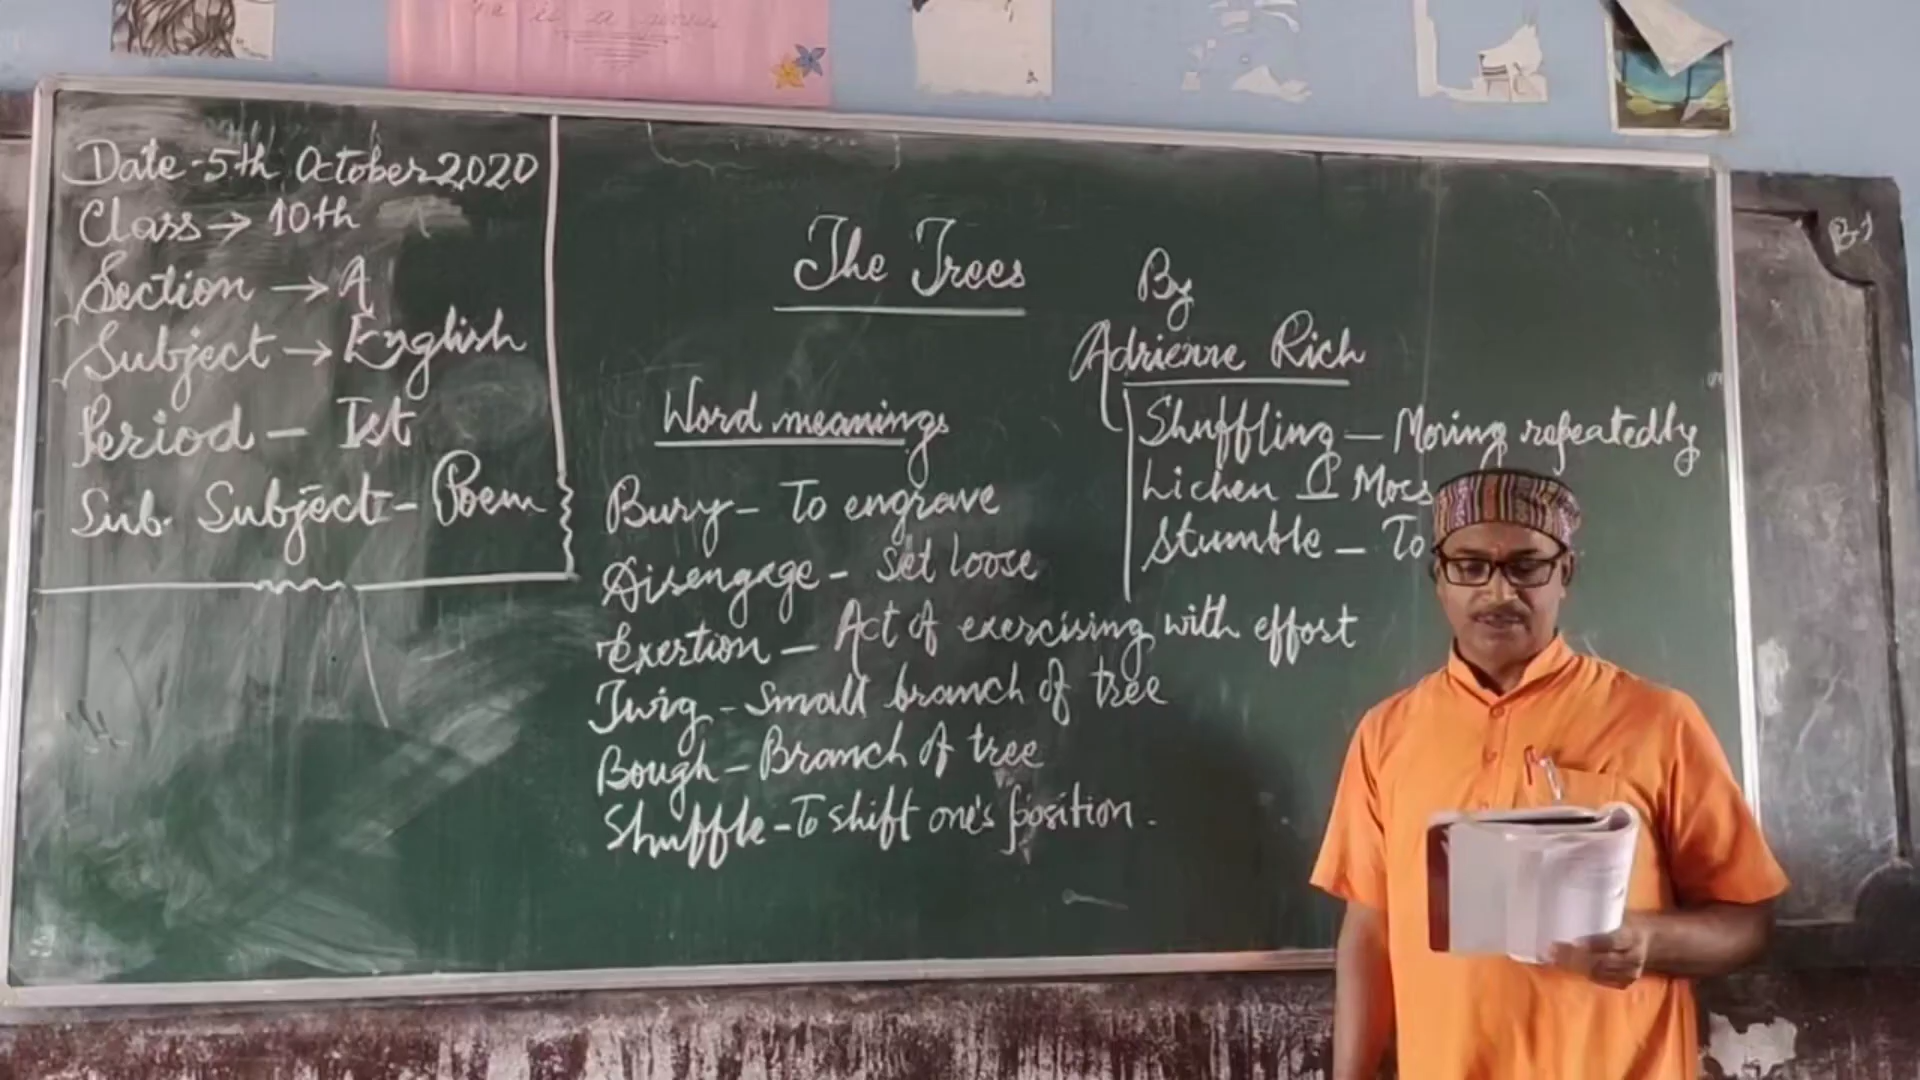 Date-5th October 2020
Class → 10th
Section → A
Subject → English
Period - Ist
Sub. Subject - Poem
The Trees
By
Adrienne Rich
Word meanings
Bury - To engrave
Disengage - Set loose
Exertion - Act of exercising with effort
Twig - Small branch of tree
Bough - Branch of tree
Shuffle - To shift one's position.
Shuffling - Moving repeatedly
Lichen - Moss
Stumble - To
B-1